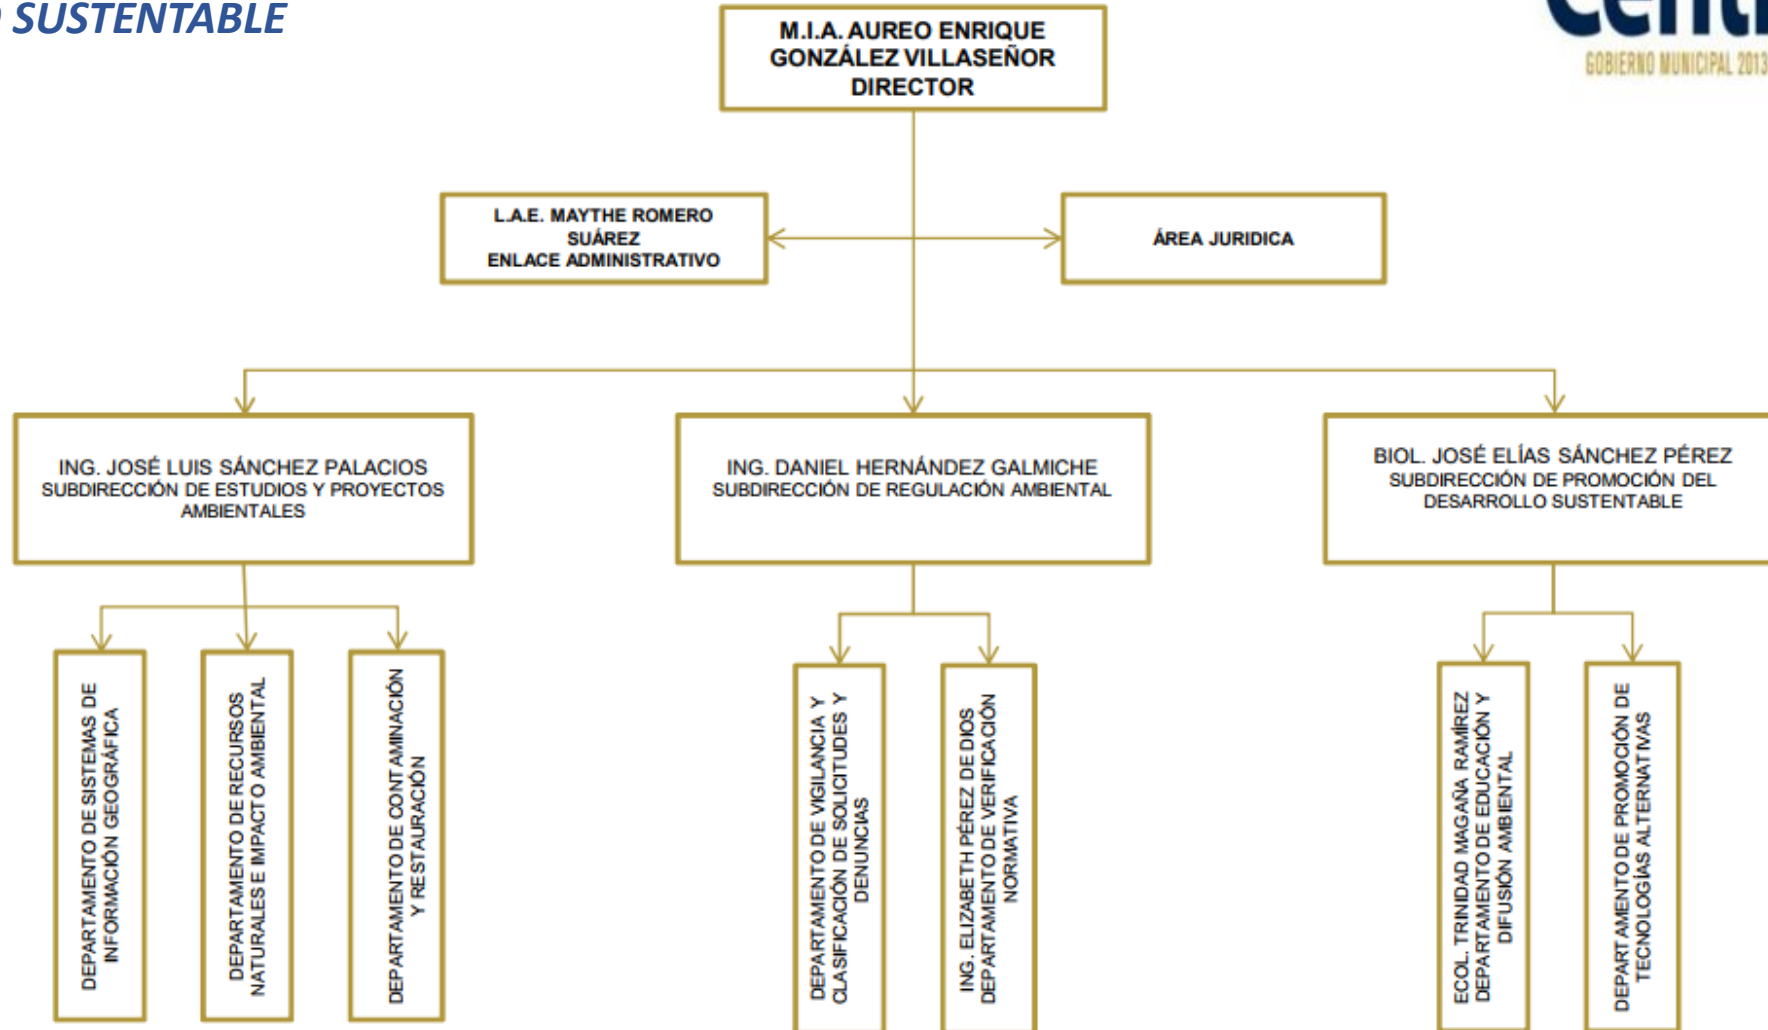 SUSTENTABLE
GOBIERNO MUNICIPAL 2013
M.I.A. AUREO ENRIQUE
GONZÁLEZ VILLASEÑOR
DIRECTOR
L.A.E. MAYTHE ROMERO
SUÁREZ
ENLACE ADMINISTRATIVO
ÁREA JURIDICA
ING. JOSÉ LUIS SÁNCHEZ PALACIOS
SUBDIRECCIÓN DE ESTUDIOS Y PROYECTOS
AMBIENTALES
ING. DANIEL HERNÁNDEZ GALMICHE
SUBDIRECCIÓN DE REGULACIÓN AMBIENTAL
BIOL. JOSÉ ELÍAS SÁNCHEZ PÉREZ
SUBDIRECCIÓN DE PROMOCIÓN DEL
DESARROLLO SUSTENTABLE
DEPARTAMENTO DE SISTEMAS DE
INFORMACIÓN GEOGRÁFICA
DEPARTAMENTO DE RECURSOS
NATURALES E IMPACTO AMBIENTAL
DEPARTAMENTO DE CONTAMINACIÓN
Y RESTAURACIÓN
DEPARTAMENTO DE VIGILANCIA Y
CLASIFICACIÓN DE SOLICITUDES Y
DENUNCIAS
ING. ELIZABETH PÉREZ DE DIOS
DEPARTAMENTO DE VERIFICACIÓN
NORMATIVA
ECOL. TRINIDAD MAGAÑA RAMÍREZ
DEPARTAMENTO DE EDUCACIÓN Y
DIFUSIÓN AMBIENTAL
DEPARTAMENTO DE PROMOCIÓN DE
TECNOLOGÍAS ALTERNATIVAS